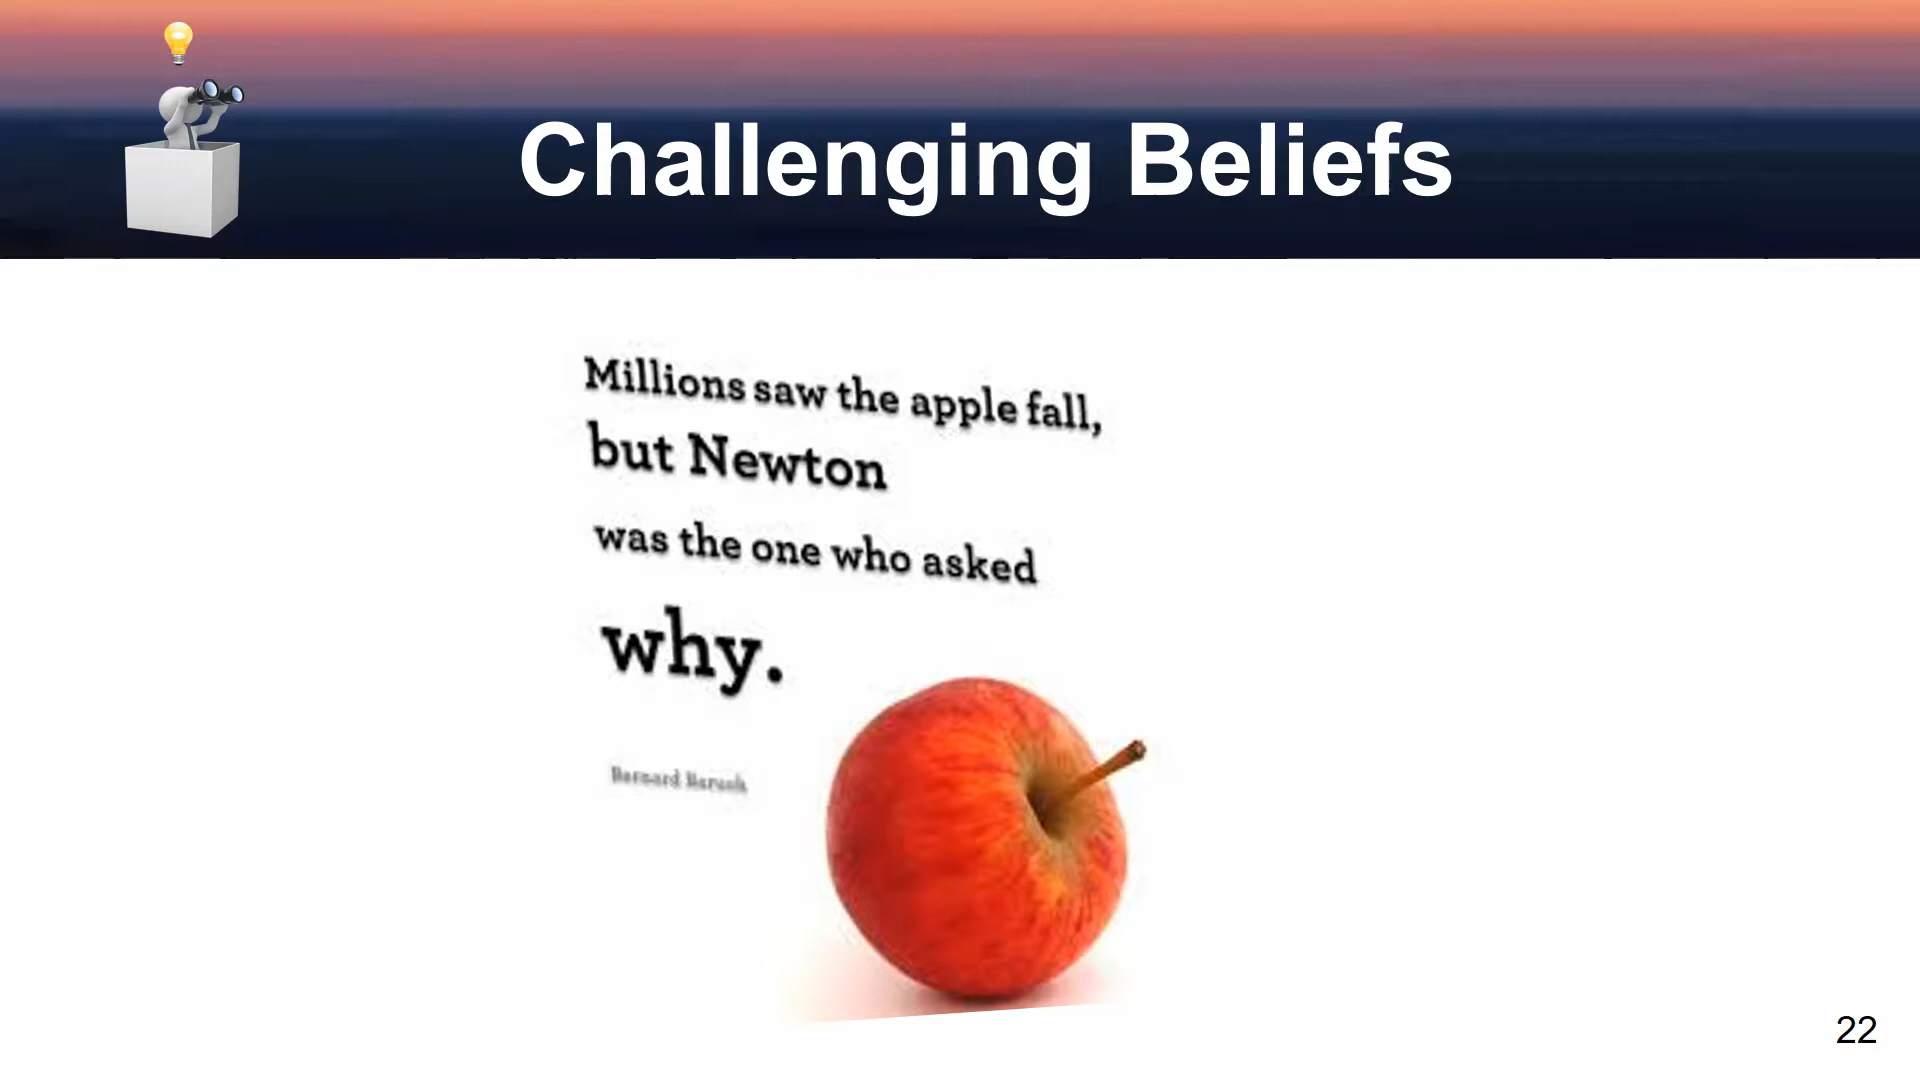 Challenging Beliefs
Millions saw the apple fall,
but Newton
was the one who asked
why.
Bernard Baruch
22